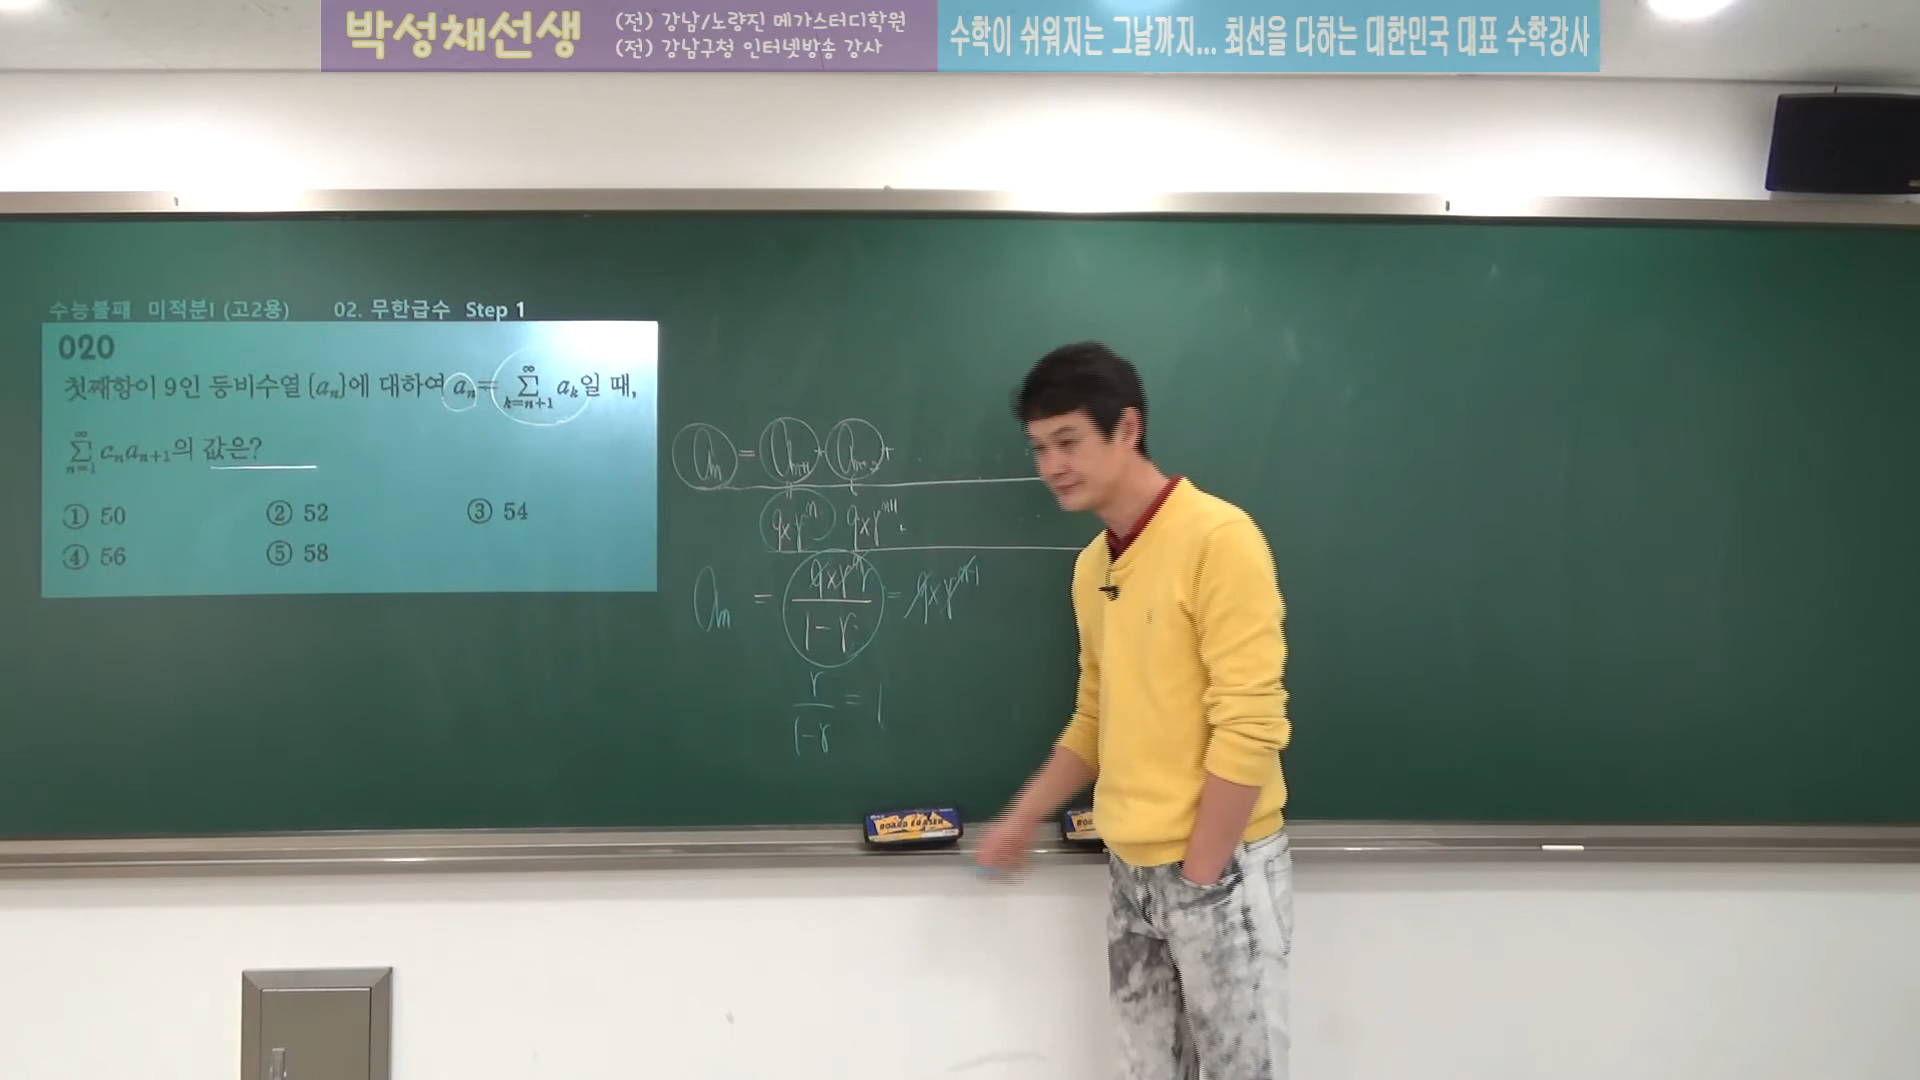 박성채선생
(전) 강남/노량진 메가스터디학원
(전) 강남구청 인터넷방송 강사
수학이 쉬워지는 그날까지... 최선을 다하는 대한민국 대표 수학강사
수능불패 미적분I (고2용) 02. 무한급수 Step 1
020
첫째항이 9인 등비수열 {aₙ}에 대하여 aₙ = ∑_{k=n+1}^{∞} aₖ일 때,
∑_{n=1}^{∞} aₙaₙ₊₁의 값은?
① 50 ② 52 ③ 54
④ 56 ⑤ 58
aₙ = aₙ₊₁ + aₙ₊₂ +
9×rⁿ 9×rⁿ⁺¹
aₙ = 9×rⁿ / 1-r = 9×rⁿ⁻¹
r / 1-r = 1
BOARD ERASER